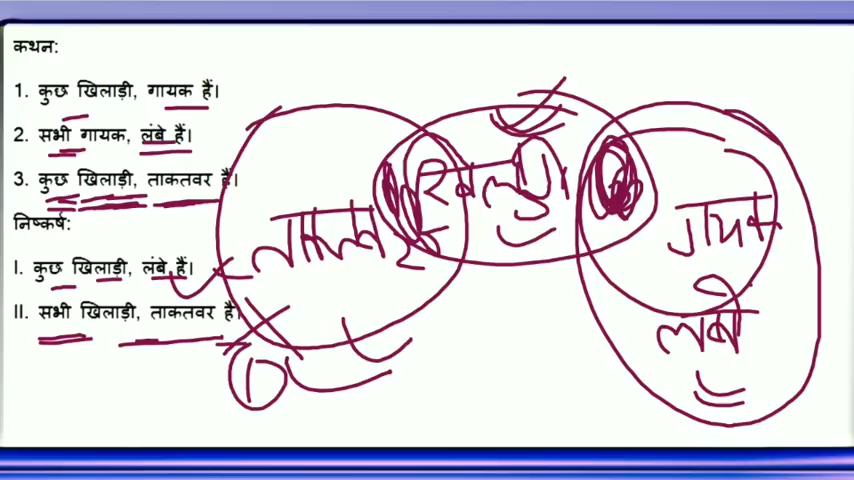 कथन:
1. कुछ खिलाड़ी, गायक हैं।
2. सभी गायक, लंबे हैं।
3. कुछ खिलाड़ी, ताकतवर हैं।
निष्कर्ष:
I. कुछ खिलाड़ी, लंबे हैं।
II. सभी खिलाड़ी, ताकतवर हैं।
गायक